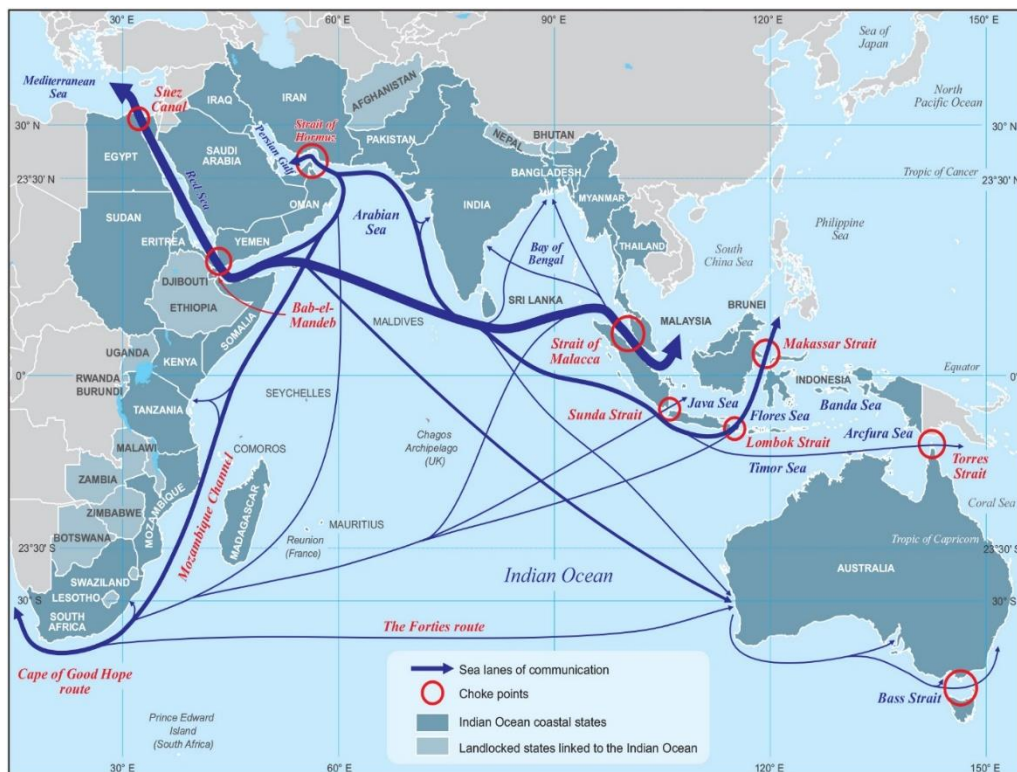 30° E
60° E
90° E
120° E
150° E
Sea of
Japan
Mediterranean
Sea
Suez
Canal
IRAQ
IRAN
AFGHANISTAN
North
Pacific Ocean
30° N
30° N
Strait of
Hormuz
PAKISTAN
NEPAL
BHUTAN
EGYPT
SAUDI
ARABIA
Persian Gulf
BANGLADESH
Tropic of Cancer
23°30' N
23°30' N
Red Sea
OMAN
INDIA
MYANMAR
SUDAN
Arabian
Sea
Philippine
Sea
ERITREA
YEMEN
THAILAND
South
China Sea
Bay of
Bengal
DJIBOUTI
ETHIOPIA
Bab-el-
Mandeb
SRI LANKA
BRUNEI
SOMALIA
MALDIVES
MALAYSIA
Makassar Strait
UGANDA
KENYA
Strait of
Malacca
Equator
0°
0°
RWANDA
BURUNDI
SEYCHELLES
INDONESIA
TANZANIA
Sunda Strait
Java Sea
Flores Sea
Banda Sea
Lombok Strait
Arcfura Sea
MALAWI
COMOROS
Chagos
Archipelago
(UK)
Timor Sea
Torres
Strait
ZAMBIA
Mozambique Chann1l
Coral Sea
ZIMBABWE
MOZAMBIQUE
MADAGASCAR
MAURITIUS
BOTSWANA
Reunion
(France)
Tropic of Capricorn
23°30' S
23°30' S
SWAZILAND
Indian Ocean
AUSTRALIA
LESOTHO
30° S
30° S
SOUTH
AFRICA
The Forties route
Cape of Good Hope
route
Sea lanes of communication
Choke points
Bass Strait
Prince Edward
Island
(South Africa)
Indian Ocean coastal states
Landlocked states linked to the Indian Ocean
30° E
60° E
90° E
120° E
150° E